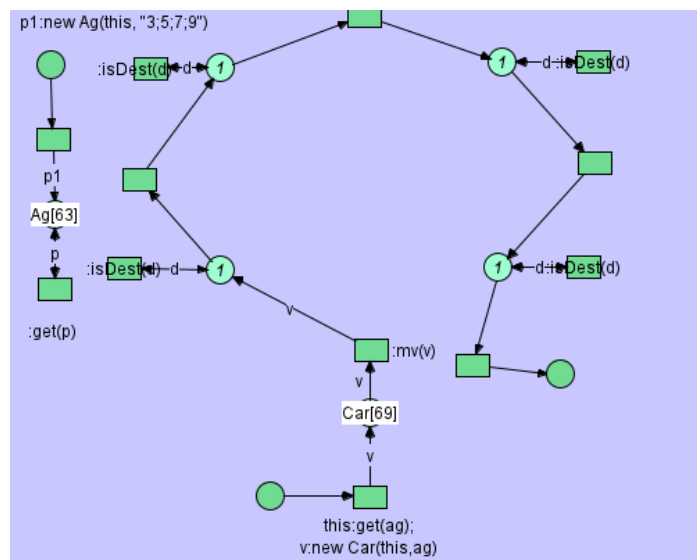 p1:new Ag(this, "3;5;7;9")
:isDest(d)
d
1
1
d
:isDest(d)
p1
Ag[63]
p
:get(p)
:isDest(d)
d
1
1
d
:isDest(d)
v
:mv(v)
v
Car[69]
v
this:get(ag);
v:new Car(this,ag)